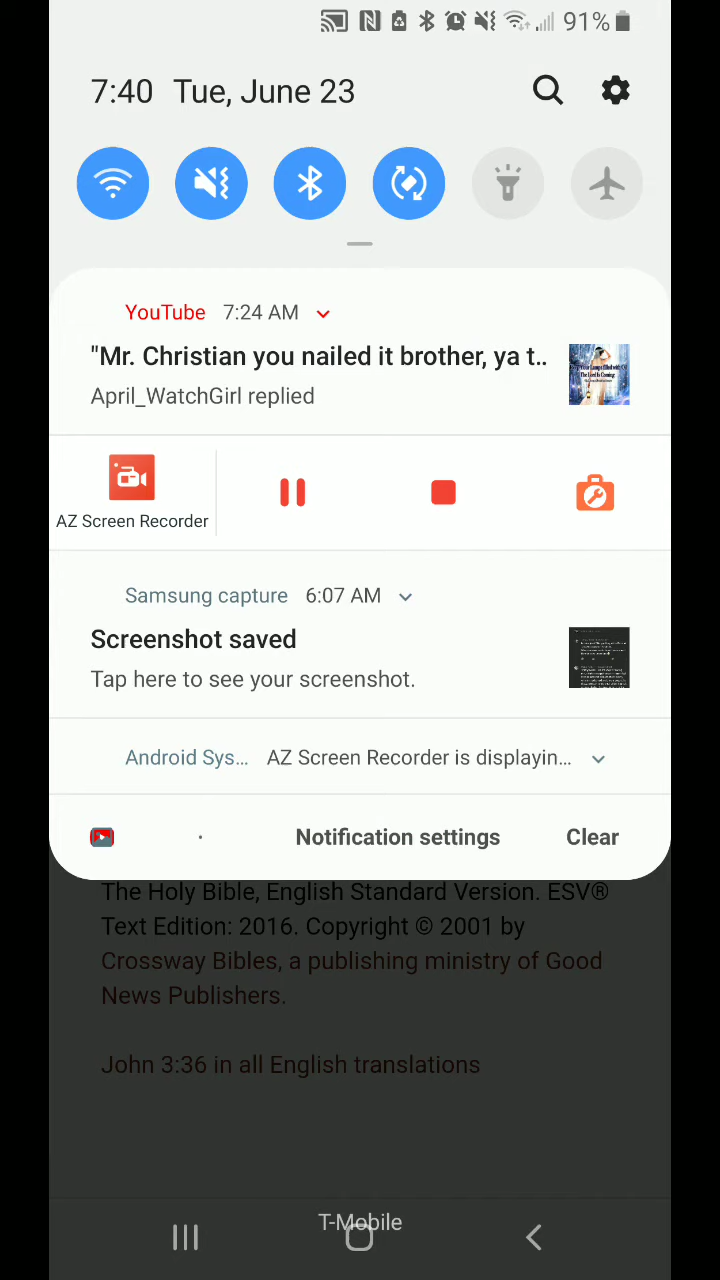 91%
7:40 Tue, June 23
YouTube 7:24 AM
"Mr. Christian you nailed it brother, ya t..
April_WatchGirl replied
AZ Screen Recorder
Samsung capture 6:07 AM
Screenshot saved
Tap here to see your screenshot.
Android Sys... AZ Screen Recorder is displayin...
Notification settings Clear
The Holy Bible, English Standard Version. ESV®
Text Edition: 2016. Copyright © 2001 by
Crossway Bibles, a publishing ministry of Good
News Publishers.
John 3:36 in all English translations
T-Mobile